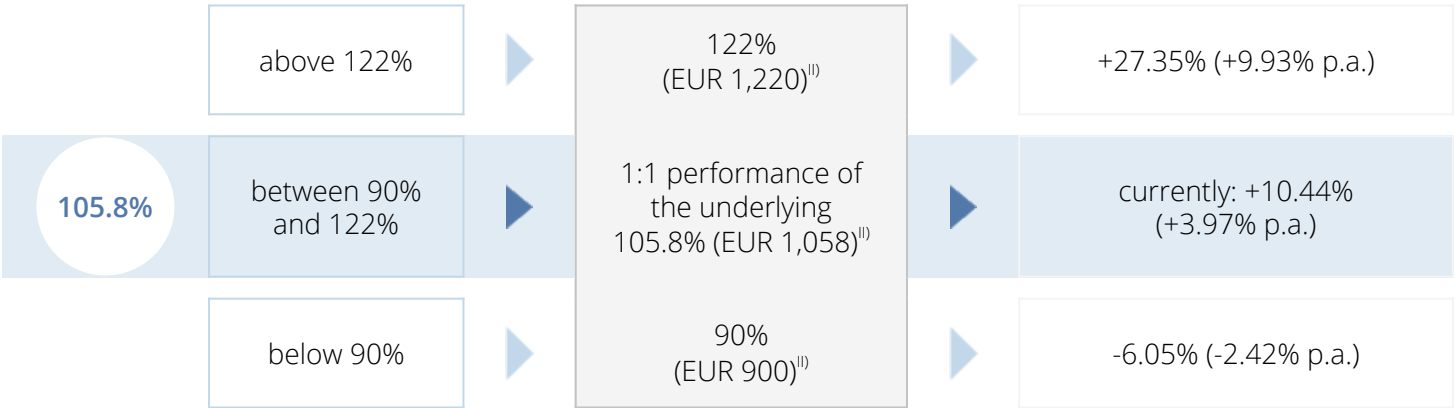 above 122%
122%
(EUR 1,220)II)
+27.35% (+9.93% p.a.)
105.8%
between 90%
and 122%
1:1 performance of
the underlying
105.8% (EUR 1,058)II)
currently: +10.44%
(+3.97% p.a.)
below 90%
90%
(EUR 900)II)
-6.05% (-2.42% p.a.)